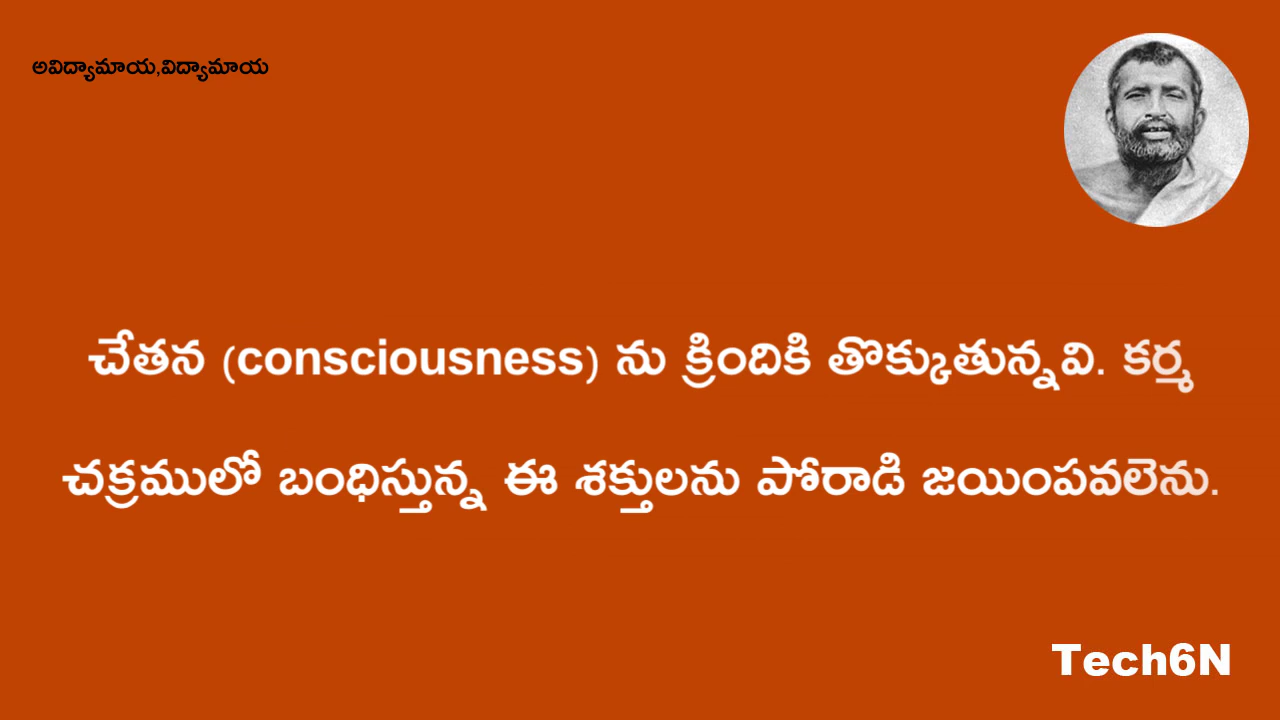 అవిద్యామాయ,విద్యామాయ
చేతన (consciousness) ను క్రిందికి తొక్కుతున్నవి. కర్మ
చక్రములో బంధిస్తున్న ఈ శక్తులను పోరాడి జయింపవలెను.
Tech6N